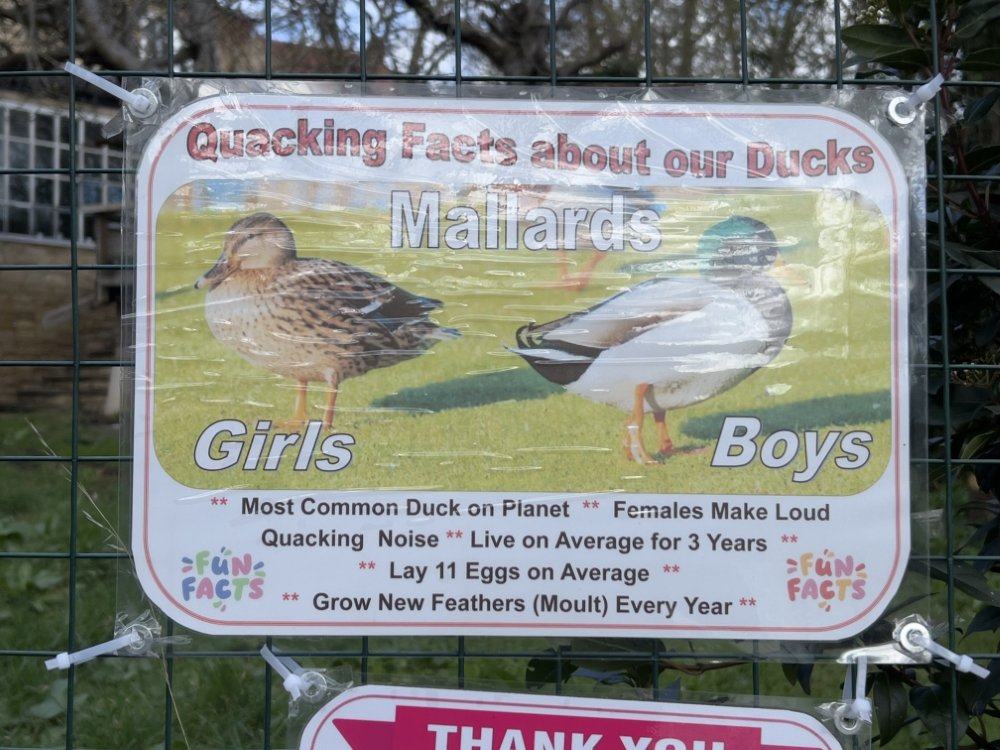 Quacking Facts about our Ducks
Mallards
Girls
Boys
** Most Common Duck on Planet ** Females Make Loud
Quacking Noise ** Live on Average for 3 Years **
** Lay 11 Eggs on Average **
** Grow New Feathers (Moult) Every Year **
FUN
FACTS
FUN
FACTS
THANK YOU